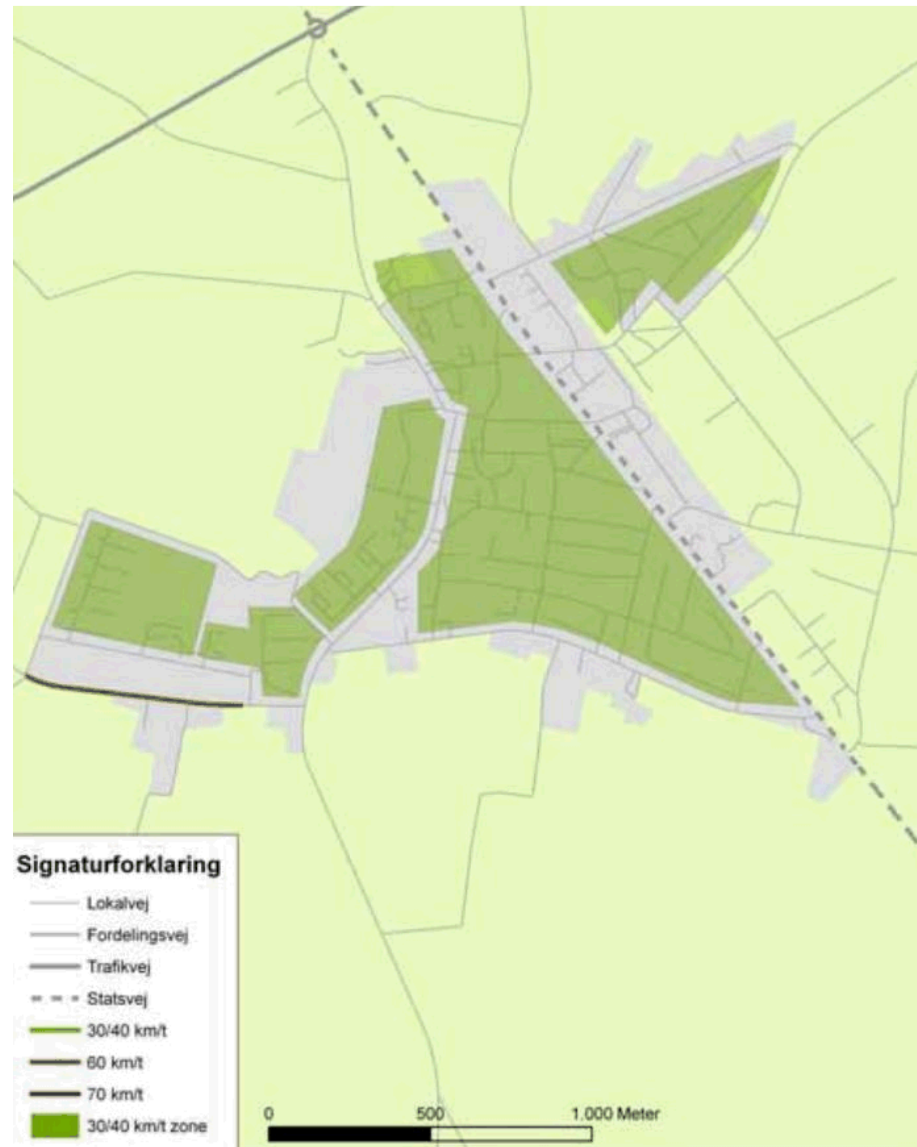 Signaturforklaring
Lokalvej
Fordelingsvej
Trafikvej
Statsvej
30/40 km/t
60 km/t
70 km/t
30/40 km/t zone
0 500 1.000 Meter